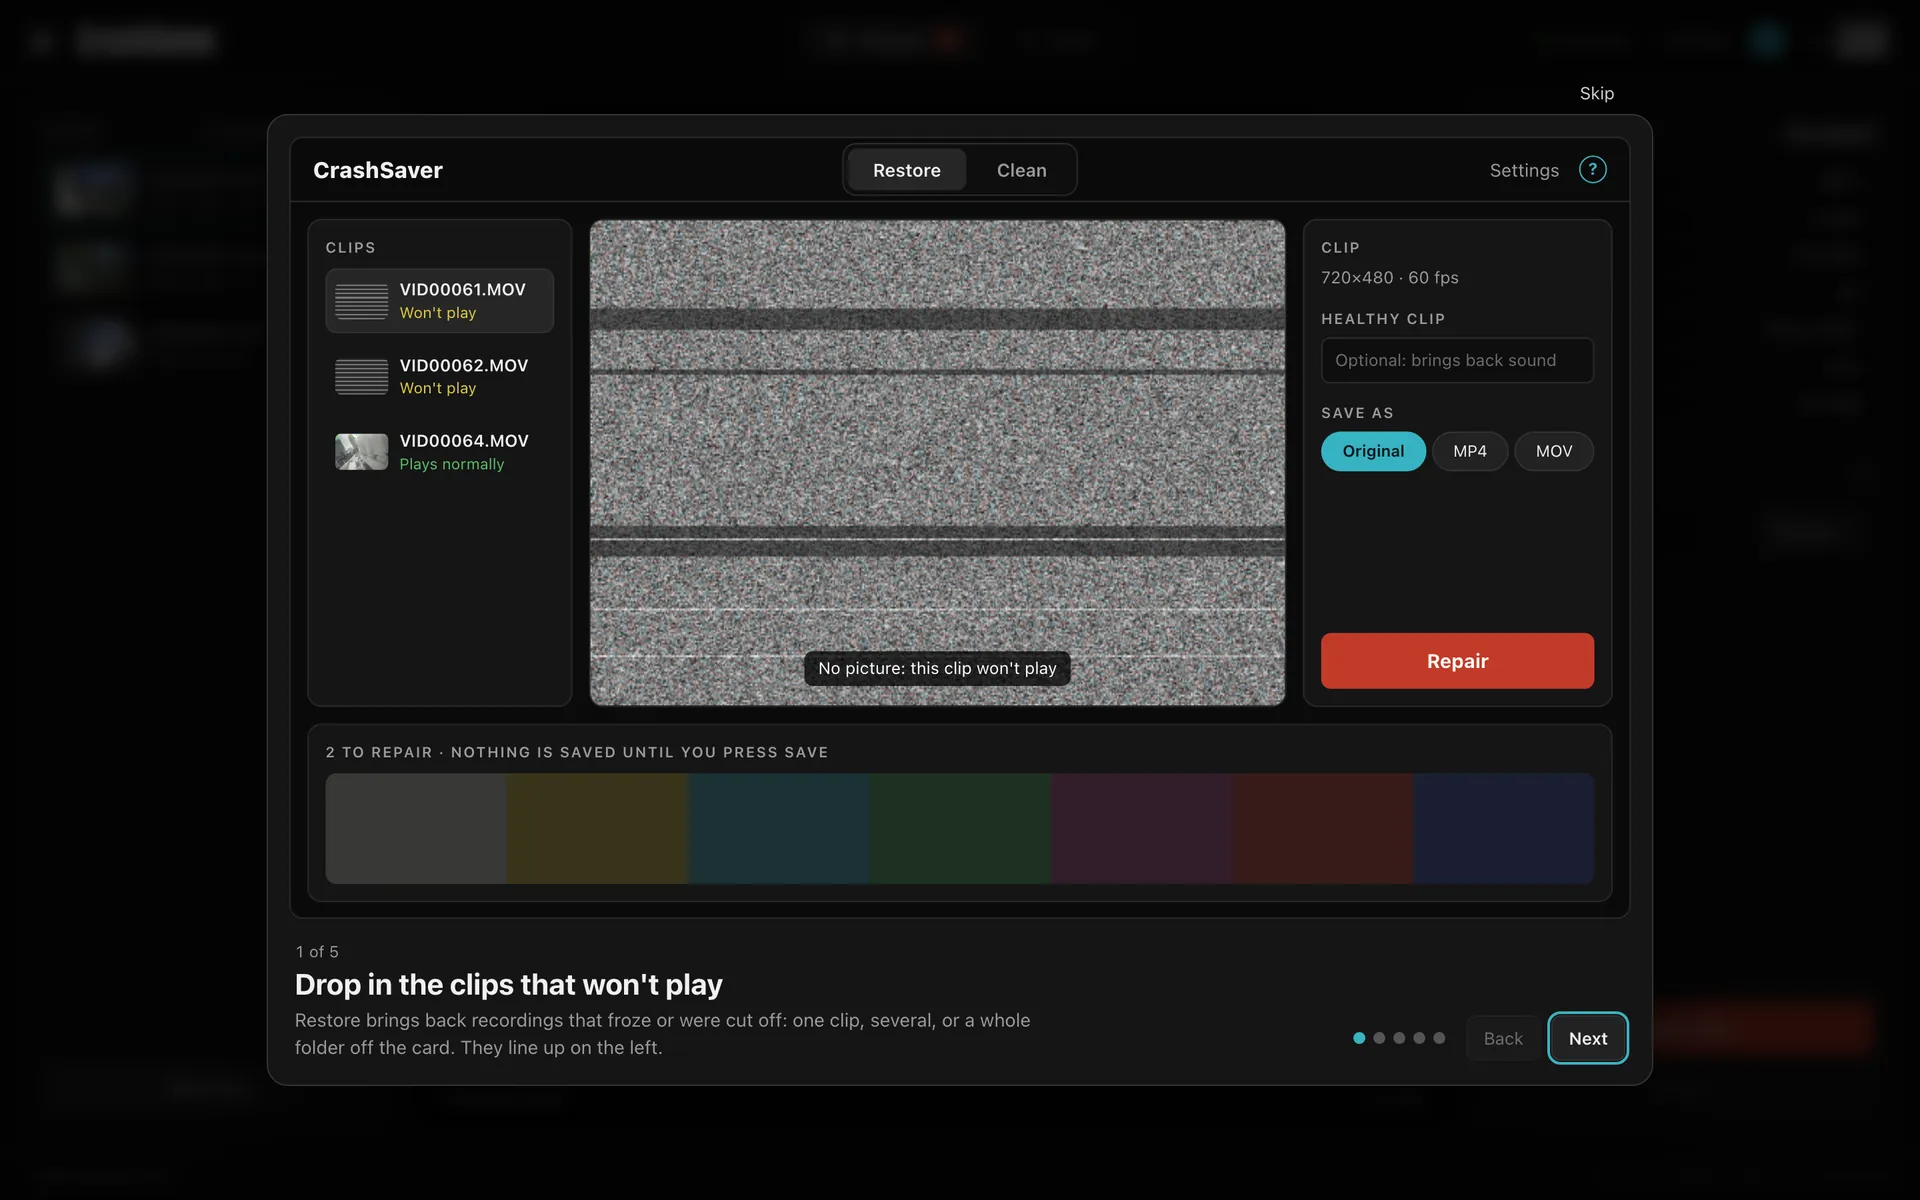 Skip
CrashSaver
Restore
Clean
Settings
?
CLIPS
VID00061.MOV
Won't play
VID00062.MOV
Won't play
VID00064.MOV
Plays normally
No picture: this clip won't play
CLIP
720×480 · 60 fps
HEALTHY CLIP
Optional: brings back sound
SAVE AS
Original
MP4
MOV
Repair
2 TO REPAIR · NOTHING IS SAVED UNTIL YOU PRESS SAVE
1 of 5
Drop in the clips that won't play
Restore brings back recordings that froze or were cut off: one clip, several, or a whole
folder off the card. They line up on the left.
Back
Next